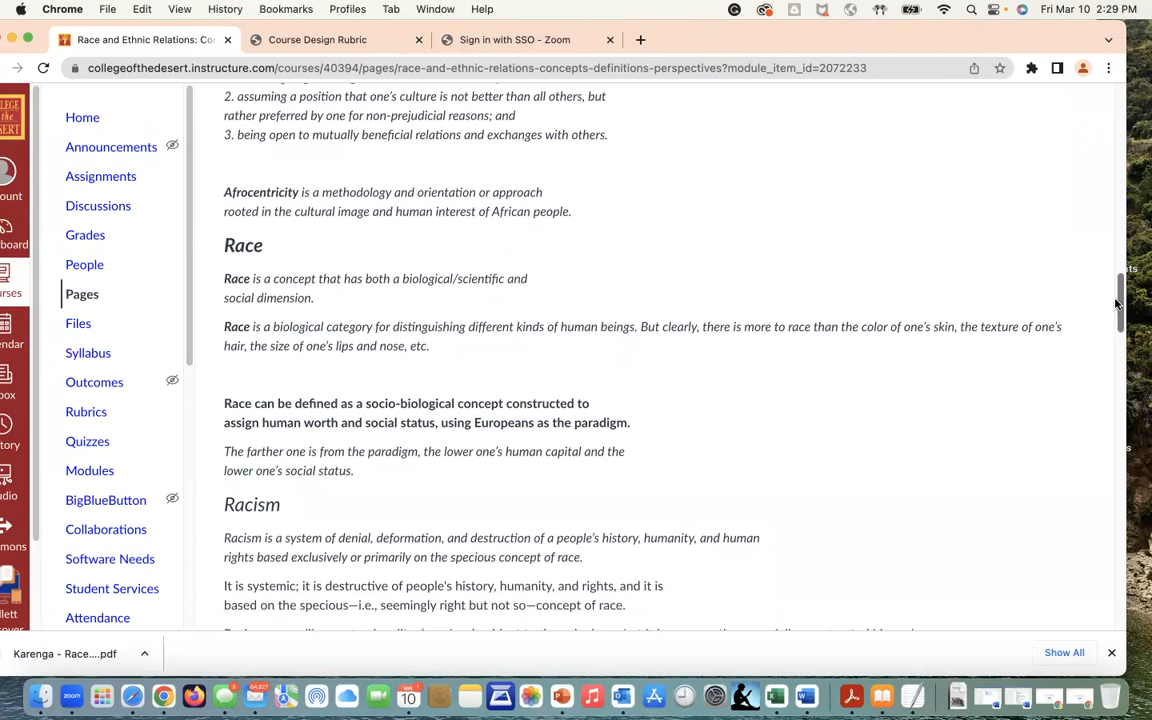 Chrome File Edit View History Bookmarks Profiles Tab Window Help Fri Mar 10 2:29 PM
Race and Ethnic Relations: Co Course Design Rubric Sign in with SSO - Zoom
collegeofthedesert.instructure.com/courses/40394/pages/race-and-ethnic-relations-concepts-definitions-perspectives?module_item_id=2072233
Home
Announcements
Assignments
Discussions
Grades
People
Pages
Files
Syllabus
Outcomes
Rubrics
Quizzes
Modules
BigBlueButton
Collaborations
Software Needs
Student Services
Attendance
2. assuming a position that one's culture is not better than all others, but
rather preferred by one for non-prejudicial reasons; and
3. being open to mutually beneficial relations and exchanges with others.
Afrocentricity is a methodology and orientation or approach
rooted in the cultural image and human interest of African people.
Race
Race is a concept that has both a biological/scientific and
social dimension.
Race is a biological category for distinguishing different kinds of human beings. But clearly, there is more to race than the color of one's skin, the texture of one's
hair, the size of one's lips and nose, etc.
Race can be defined as a socio-biological concept constructed to
assign human worth and social status, using Europeans as the paradigm.
The farther one is from the paradigm, the lower one's human capital and the
lower one's social status.
Racism
Racism is a system of denial, deformation, and destruction of a people's history, humanity, and human
rights based exclusively or primarily on the specious concept of race.
It is systemic; it is destructive of people's history, humanity, and rights, and it is
based on the specious—i.e., seemingly right but not so—concept of race.
Karenga - Race....pdf
Show All